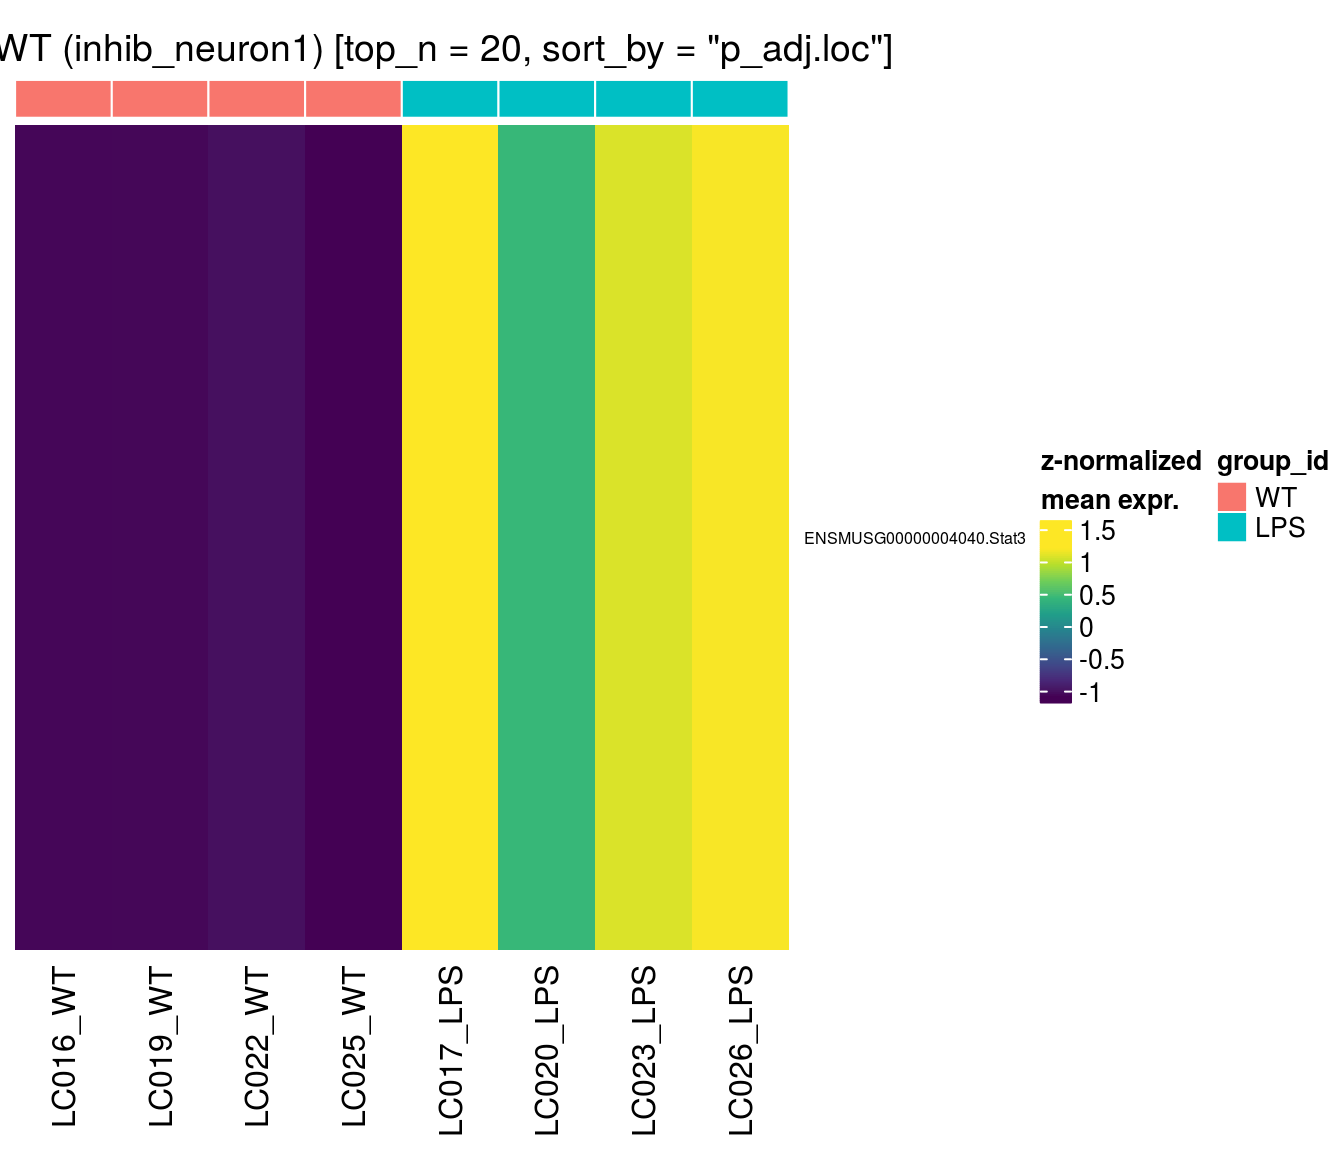 WT (inhib_neuron1) [top_n = 20, sort_by = "p_adj.loc"]
ENSMUSG00000004040.Stat3
z-normalized
mean expr.
1.5
1
0.5
0
-0.5
-1
group_id
WT
LPS
LC016_WT
LC019_WT
LC022_WT
LC025_WT
LC017_LPS
LC020_LPS
LC023_LPS
LC026_LPS